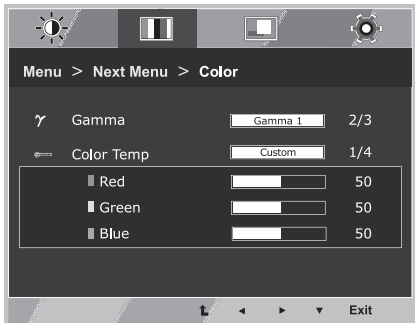 Menu > Next Menu > Color
γ Gamma Gamma 1 2/3
Color Temp Custom 1/4
Red 50
Green 50
Blue 50
Exit